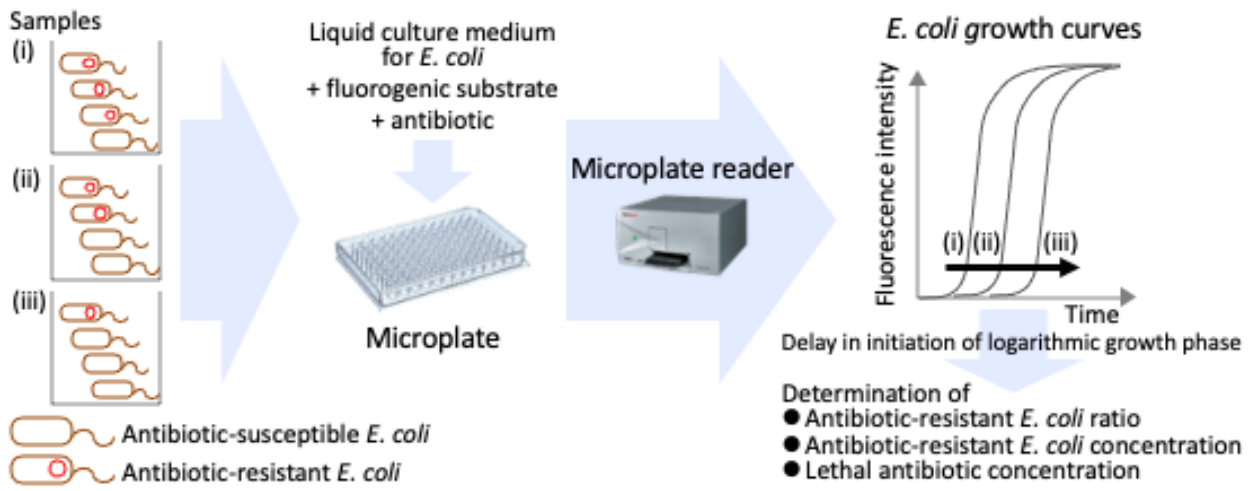 Samples
(i)
(ii)
(iii)
Antibiotic-susceptible E. coli
Antibiotic-resistant E. coli
Liquid culture medium
for E. coli
+ fluorogenic substrate
+ antibiotic
Microplate
Microplate reader
E. coli growth curves
Fluorescence intensity
(i) (ii) (iii)
Time
Delay in initiation of logarithmic growth phase
Determination of
● Antibiotic-resistant E. coli ratio
● Antibiotic-resistant E. coli concentration
● Lethal antibiotic concentration